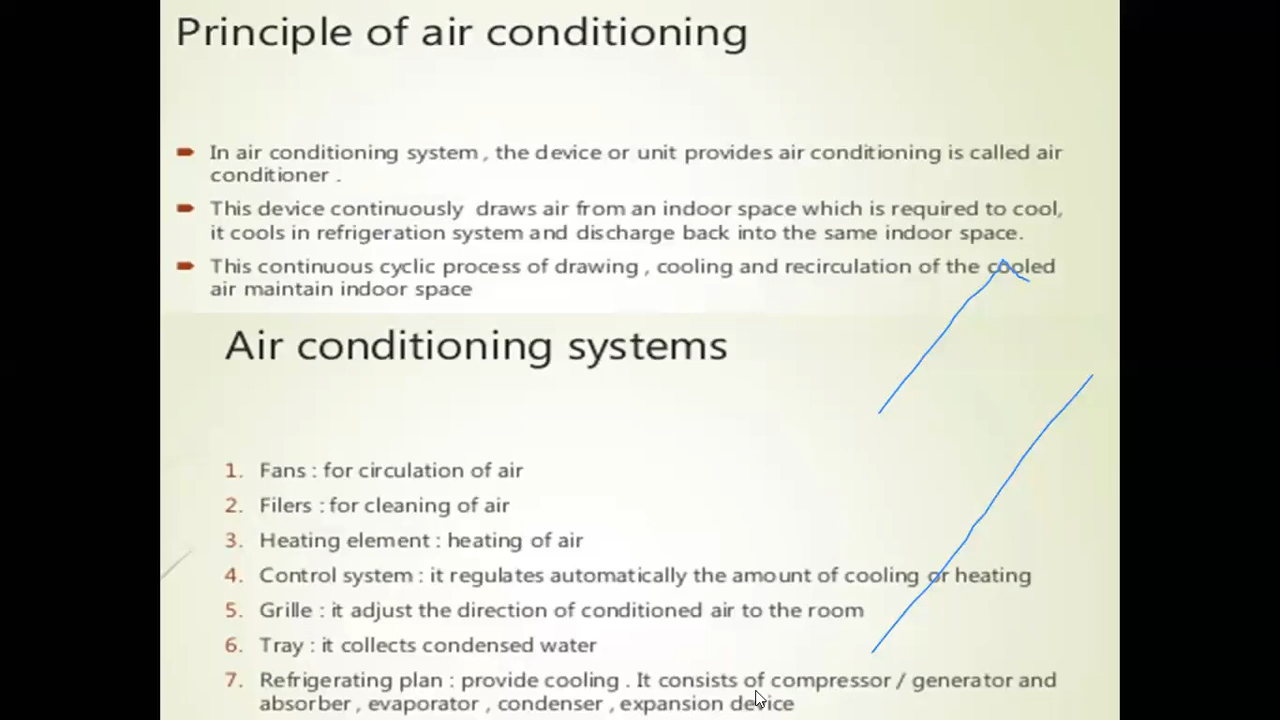 Principle of air conditioning
In air conditioning system , the device or unit provides air conditioning is called air
conditioner .
This device continuously draws air from an indoor space which is required to cool,
it cools in refrigeration system and discharge back into the same indoor space.
This continuous cyclic process of drawing , cooling and recirculation of the cooled
air maintain indoor space
Air conditioning systems
1. Fans : for circulation of air
2. Filers : for cleaning of air
3. Heating element : heating of air
4. Control system : it regulates automatically the amount of cooling or heating
5. Grille : it adjust the direction of conditioned air to the room
6. Tray : it collects condensed water
7. Refrigerating plan : provide cooling . It consists of compressor / generator and
absorber , evaporator , condenser , expansion device